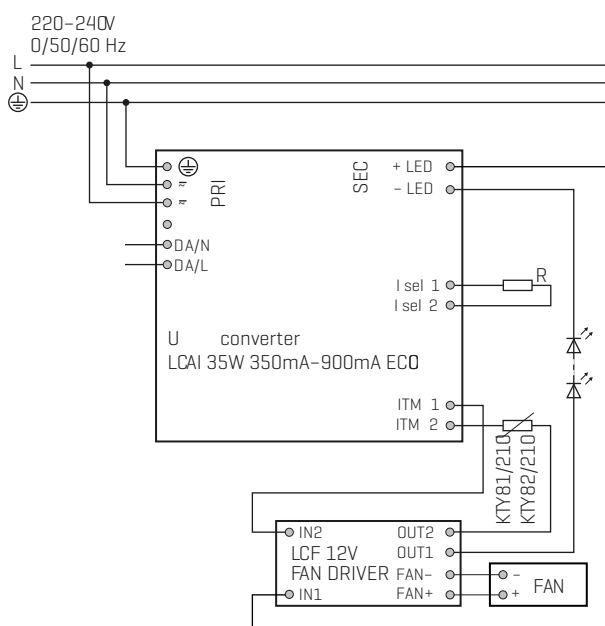 220-240V
0/50/60 Hz
L
N
PRI
SEC
+ LED
- LED
DA/N
DA/L
I sel 1
R
I sel 2
U converter
LCAI 35W 350mA-900mA ECO
ITM 1
ITM 2
KTY81/210
KTY82/210
IN2
OUT2
LCF 12V
OUT1
FAN DRIVER
FAN-
-
FAN
IN1
FAN+
+